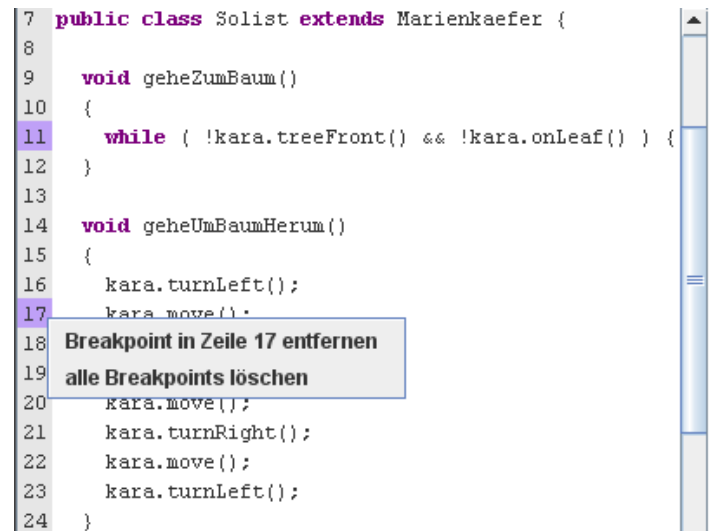 7 public class Solist extends Marienkaefer {
8
9 void geheZumBaum()
10 {
11 while ( !kara.treeFront() && !kara.onLeaf() ) {
12 }
13
14 void geheUmBaumHerum()
15 {
16 kara.turnLeft();
17 kara.move();
18 Breakpoint in Zeile 17 entfernen
19 alle Breakpoints löschen
20 kara.move();
21 kara.turnRight();
22 kara.move();
23 kara.turnLeft();
24 }